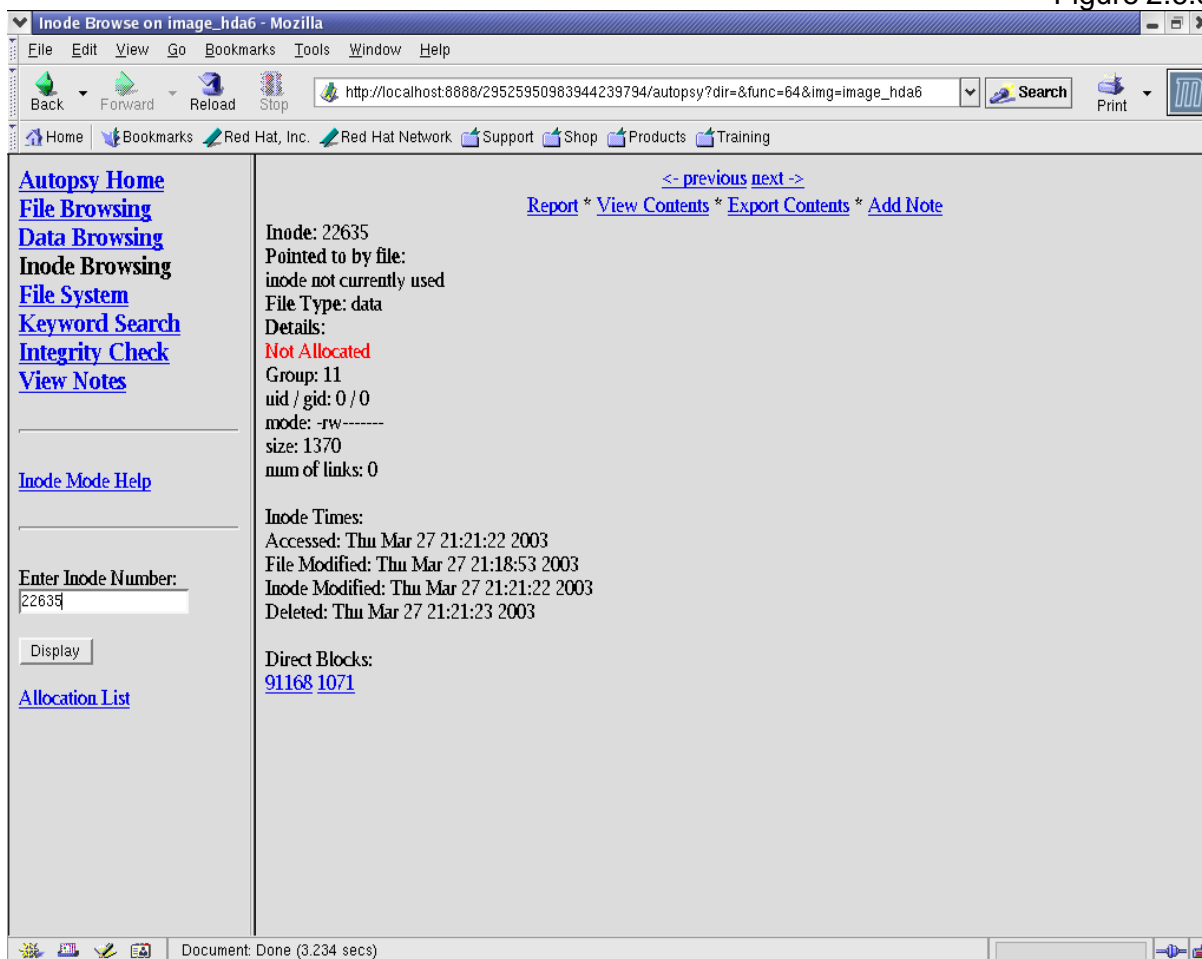 Inode Browse on image_hda6 - Mozilla
File Edit View Go Bookmarks Tools Window Help
Back Forward Reload Stop http://localhost:8888/29525950983944239794/autopsy?dir=&func=64&img=image_hda6 Search Print
Home Bookmarks Red Hat, Inc. Red Hat Network Support Shop Products Training
Autopsy Home
File Browsing
Data Browsing
Inode Browsing
File System
Keyword Search
Integrity Check
View Notes
Inode Mode Help
Enter Inode Number:
22635
Display
Allocation List
<- previous next ->
Report * View Contents * Export Contents * Add Note
Inode: 22635
Pointed to by file:
inode not currently used
File Type: data
Details:
Not Allocated
Group: 11
uid / gid: 0 / 0
mode: -rw-------
size: 1370
num of links: 0
Inode Times:
Accessed: Thu Mar 27 21:21:22 2003
File Modified: Thu Mar 27 21:18:53 2003
Inode Modified: Thu Mar 27 21:21:22 2003
Deleted: Thu Mar 27 21:21:23 2003
Direct Blocks:
91168 1071
Document: Done (3.234 secs)